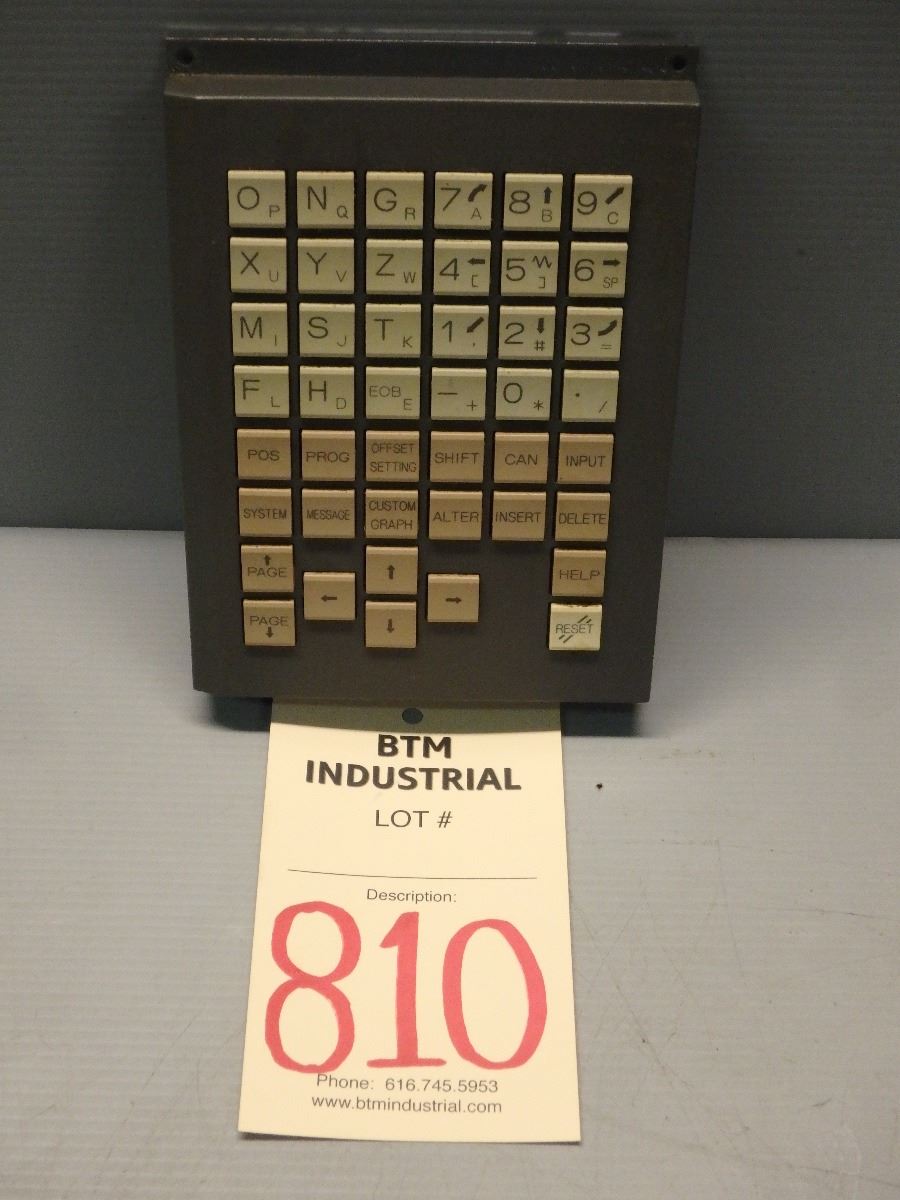 O P N Q G R 7 A 8 B 9 C
X U Y V Z W 4 [ 5 ] 6 SP
M I S J T K 1 , 2 # 3 =
F L H D EOB E - + 0 * . /
POS PROG OFFSET SETTING SHIFT CAN INPUT
SYSTEM MESSAGE CUSTOM GRAPH ALTER INSERT DELETE
↑ PAGE ↑ HELP
← →
PAGE ↓ ↓ RESET
BTM
INDUSTRIAL
LOT #
Description:
810
Phone: 616.745.5953
www.btmindustrial.com